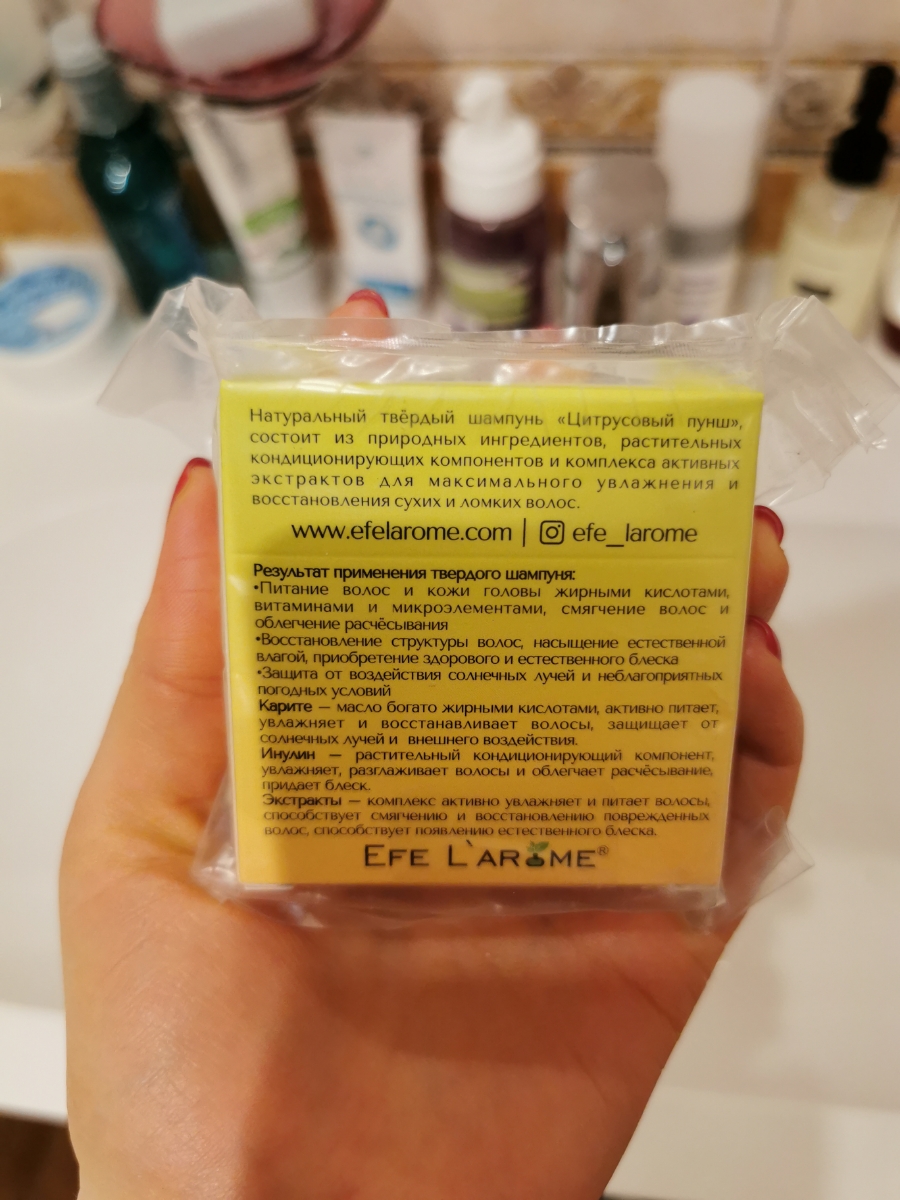 Натуральный твёрдый шампунь «Цитрусовый пунш»,
состоит из природных ингредиентов, растительных
кондиционирующих компонентов и комплекса активных
экстрактов для максимального увлажнения и
восстановления сухих и ломких волос.
www.efelarome.com | efe_larome
Результат применения твердого шампуня:
•Питание волос и кожи головы жирными кислотами,
витаминами и микроэлементами, смягчение волос и
облегчение расчёсывания
•Восстановление структуры волос, насыщение естественной
влагой, приобретение здорового и естественного блеска
•Защита от воздействия солнечных лучей и неблагоприятных
погодных условий
Карите — масло богато жирными кислотами, активно питает,
увлажняет и восстанавливает волосы, защищает от
солнечных лучей и внешнего воздействия.
Инулин — растительный кондиционирующий компонент,
увлажняет, разглаживает волосы и облегчает расчёсывание,
придает блеск.
Экстракты — комплекс активно увлажняет и питает волосы,
способствует смягчению и восстановлению поврежденных
волос, способствует появлению естественного блеска.
EFE L`AROME®